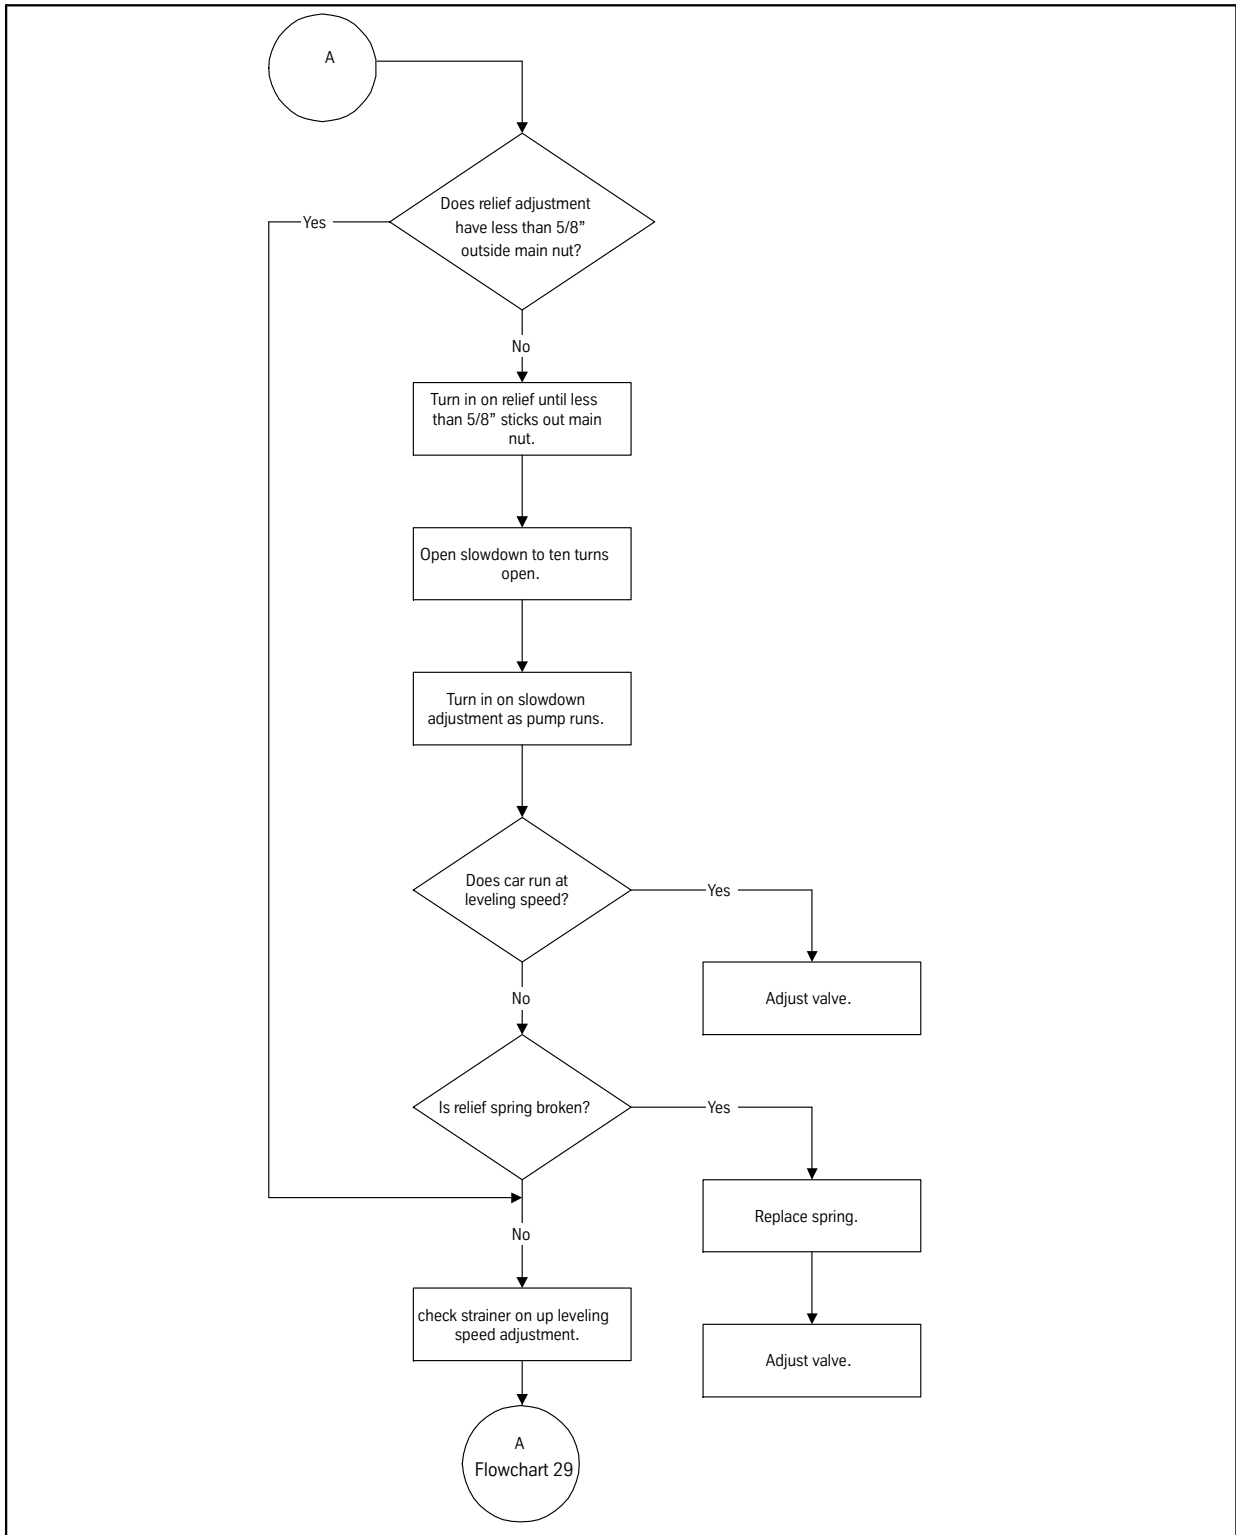 A
Does relief adjustment
have less than 5/8”
outside main nut?
Yes
No
Turn in on relief until less
than 5/8” sticks out main
nut.
Open slowdown to ten turns
open.
Turn in on slowdown
adjustment as pump runs.
Does car run at
leveling speed?
Yes
Adjust valve.
No
Is relief spring broken?
Yes
Replace spring.
No
check strainer on up leveling
speed adjustment.
Adjust valve.
A
Flowchart 29